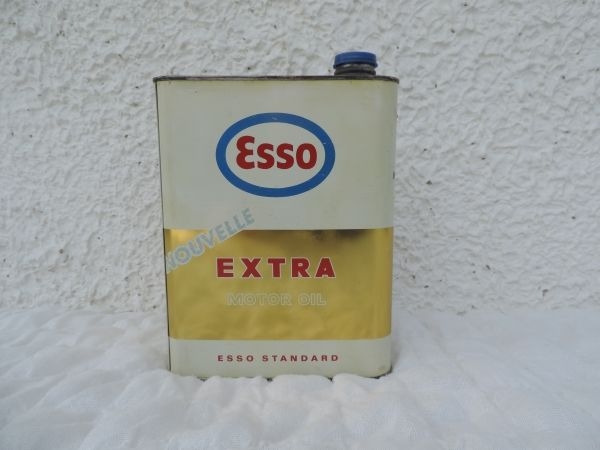 Esso
NOUVELLE
EXTRA
MOTOR OIL
ESSO STANDARD